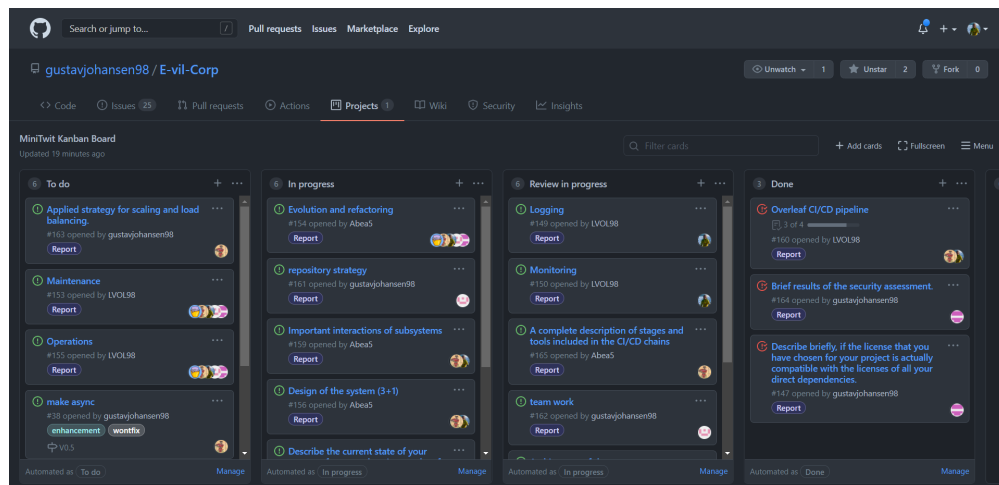 Search or jump to... /
Pull requests Issues Marketplace Explore
gustavjohansen98 / E-vil-Corp
Unwatch 1 Unstar 2 Fork 0
Code Issues 25 Pull requests Actions Projects 1 Wiki Security Insights
MiniTwit Kanban Board
Updated 19 minutes ago
Filter cards
Add cards Fullscreen Menu
6 To do
Applied strategy for scaling and load
balancing.
#163 opened by gustavjohansen98
Report
Maintenance
#153 opened by LVOL98
Report
Operations
#155 opened by LVOL98
Report
make async
#38 opened by gustavjohansen98
enhancement wontfix
V0.5
Automated as To do Manage
6 In progress
Evolution and refactoring
#154 opened by Abea5
Report
repository strategy
#161 opened by gustavjohansen98
Report
Important interactions of subsystems
#159 opened by Abea5
Report
Design of the system (3+1)
#156 opened by Abea5
Report
Describe the current state of your
Automated as In progress Manage
6 Review in progress
Logging
#149 opened by LVOL98
Report
Monitoring
#150 opened by LVOL98
Report
A complete description of stages and
tools included in the CI/CD chains
#165 opened by Abea5
Report
team work
#162 opened by gustavjohansen98
Report
Automated as In progress Manage
3 Done
Overleaf CI/CD pipeline
3 of 4
#160 opened by LVOL98
Report
Brief results of the security assessment.
#164 opened by gustavjohansen98
Report
Describe briefly, if the license that you
have chosen for your project is actually
compatible with the licenses of all your
direct dependencies.
#147 opened by gustavjohansen98
Report
Automated as Done Manage